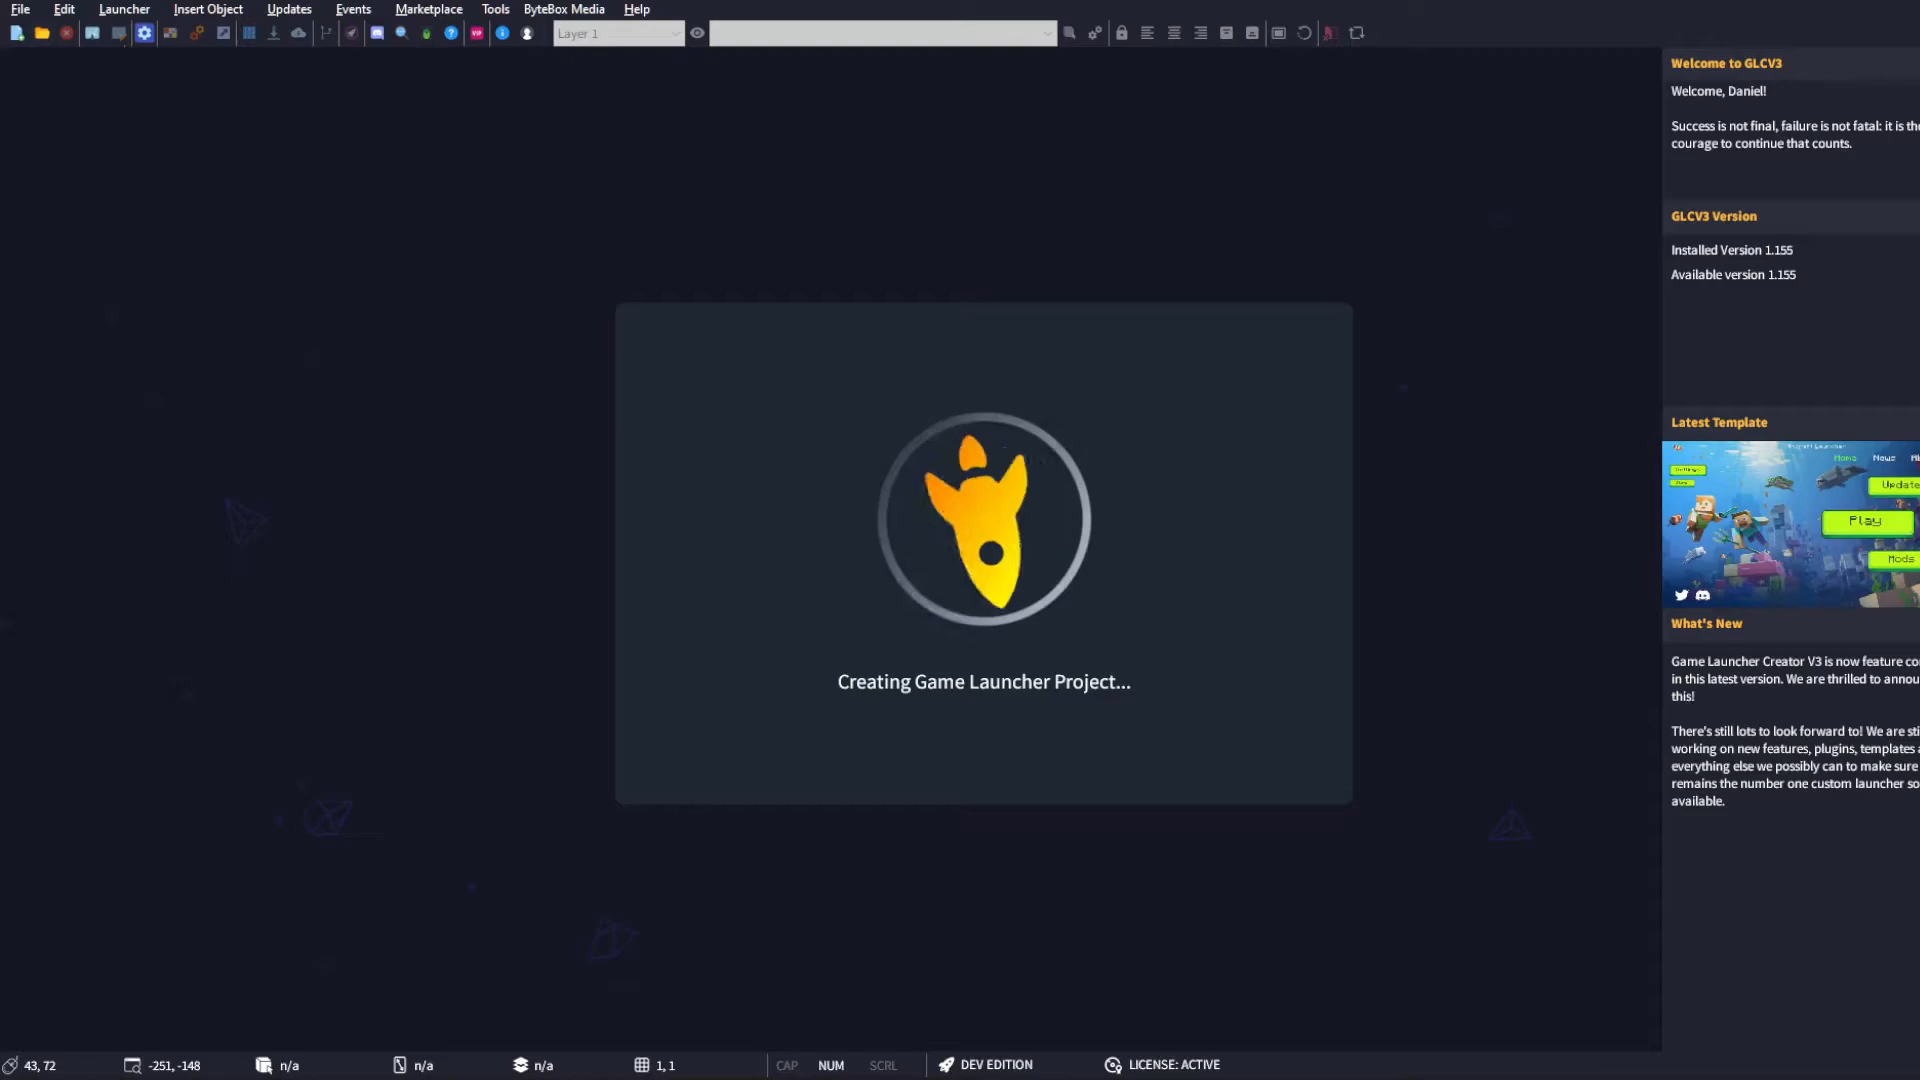 File Edit Launcher Insert Object Updates Events Marketplace Tools ByteBox Media Help
VIP
Layer 1
Welcome to GLCV3
Welcome, Daniel!
Success is not final, failure is not fatal: it is the
courage to continue that counts.
GLCV3 Version
Installed Version 1.155
Available version 1.155
Latest Template
Home News
Update
Play
Mods
What's New
Game Launcher Creator V3 is now feature co
in this latest version. We are thrilled to annou
this!
There's still lots to look forward to! We are sti
working on new features, plugins, templates a
everything else we possibly can to make sure
remains the number one custom launcher so
available.
Creating Game Launcher Project...
43, 72 -251, -148 n/a n/a n/a 1, 1 CAP NUM SCRL DEV EDITION LICENSE: ACTIVE